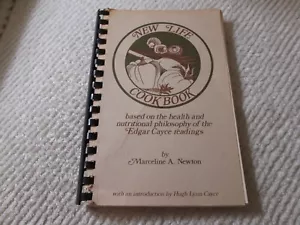 NEW LIFE
COOKBOOK
based on the health and
nutritional philosophy of the
Edgar Cayce readings
by
Marceline A. Newton
with an introduction by Hugh Lynn Cayce